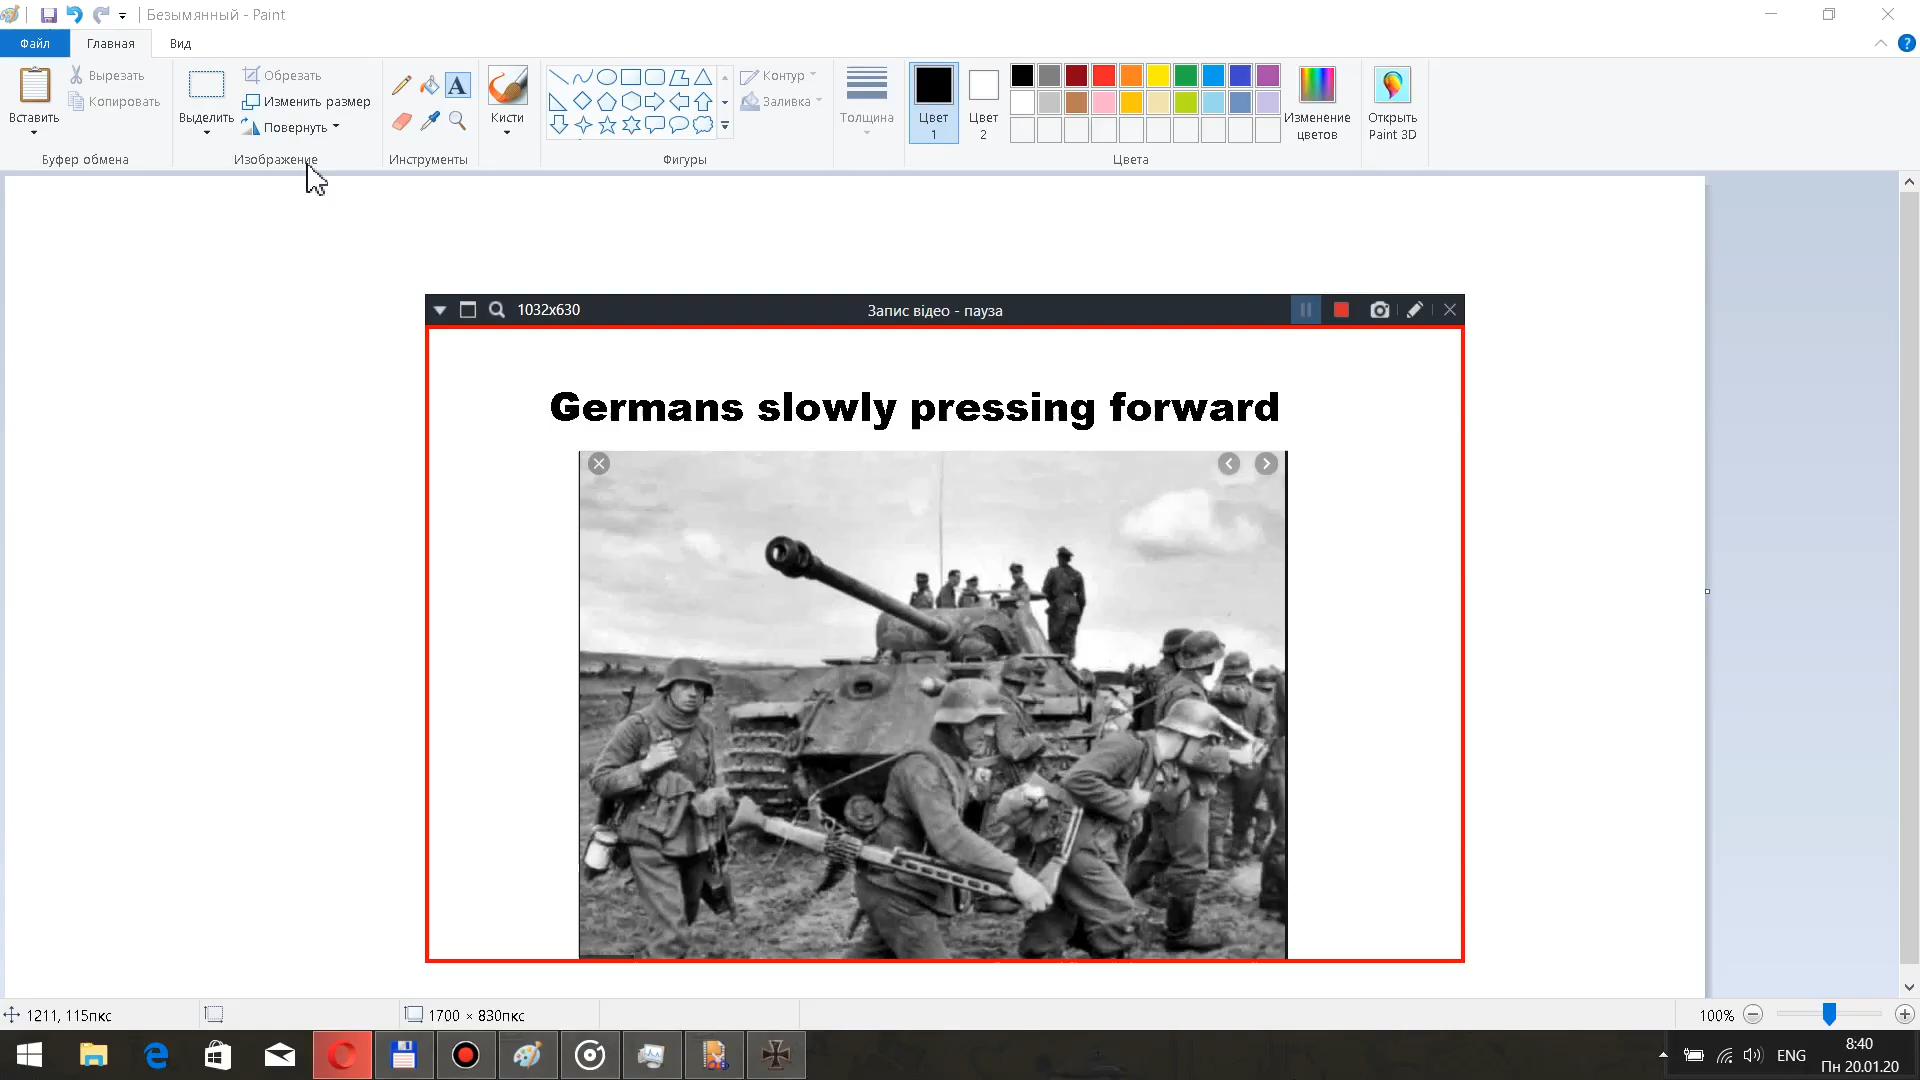 Безымянный - Paint
Файл
Главная
Вид
Вставить
Вырезать
Копировать
Буфер обмена
Выделить
Обрезать
Изменить размер
Повернуть
Изображение
A
Инструменты
Кисти
Контур
Заливка
Фигуры
Толщина
Цвет
1
Цвет
2
Изменение
цветов
Цвета
Открыть
Paint 3D
?
1032x630
Запис відео - пауза
Germans slowly pressing forward
1211, 115пкс
1700 × 830пкс
100%
ENG
8:40
Пн 20.01.20